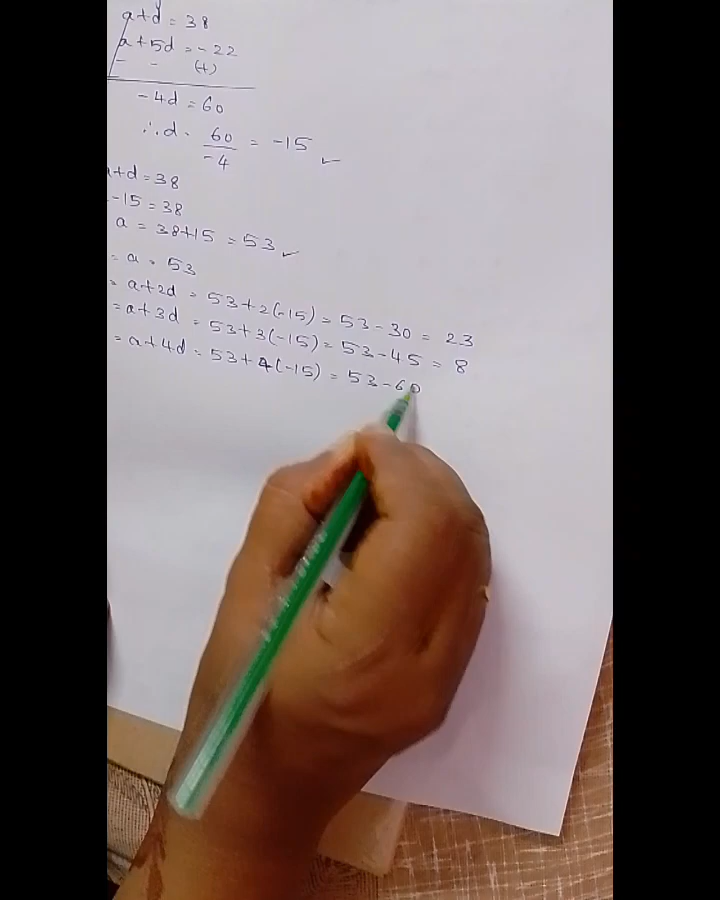 a+d = 38
a+5d = -22
- - (+)
-4d = 60
∴d = 60/-4 = -15 ✓
+d = 38
-15 = 38
a = 38+15 = 53 ✓
= a = 53
= a+2d = 53+2(-15) = 53-30 = 23
= a+3d = 53+3(-15) = 53-45 = 8
= a+4d = 53+4(-15) = 53-60